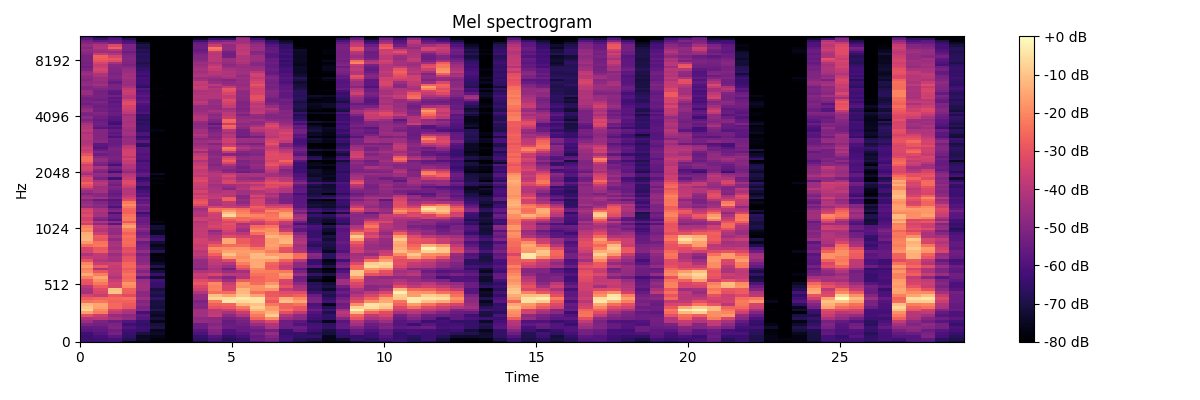 Mel spectrogram
+0 dB
8192
-10 dB
-20 dB
4096
-30 dB
Hz
2048
-40 dB
1024
-50 dB
512
-60 dB
-70 dB
0
-80 dB
0 5 10 15 20 25
Time